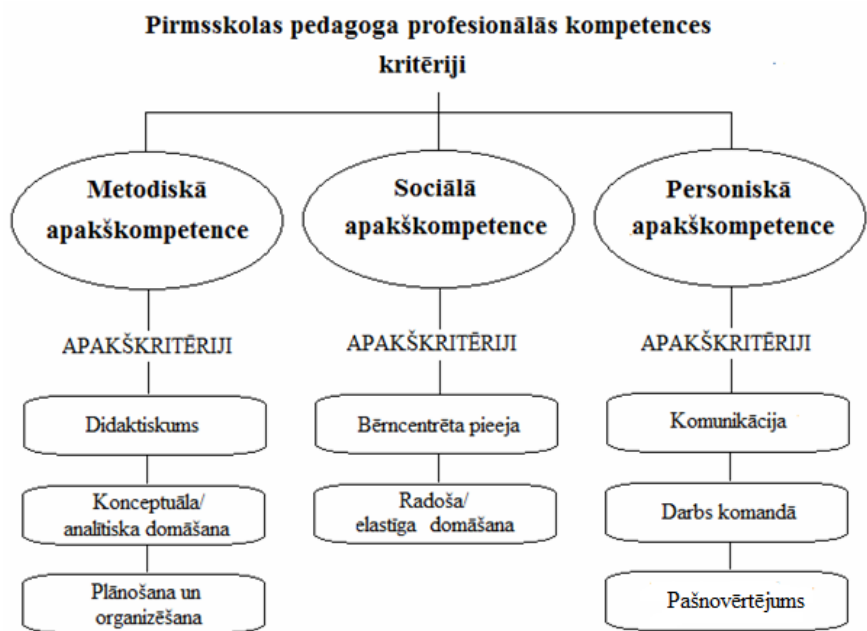 Pirmsskolas pedagoga profesionālās kompetences
kritēriji
Metodiskā
apakškompetence
Sociālā
apakškompetence
Personiskā
apakškompetence
APAKŠKRITĒRIJI
APAKŠKRITĒRIJI
APAKŠKRITĒRIJI
Didaktiskums
Bērncentrēta pieeja
Komunikācija
Konceptuāla/
analītiska domāšana
Radoša/
elastīga domāšana
Darbs komandā
Plānošana un
organizēšana
Pašnovērtējums